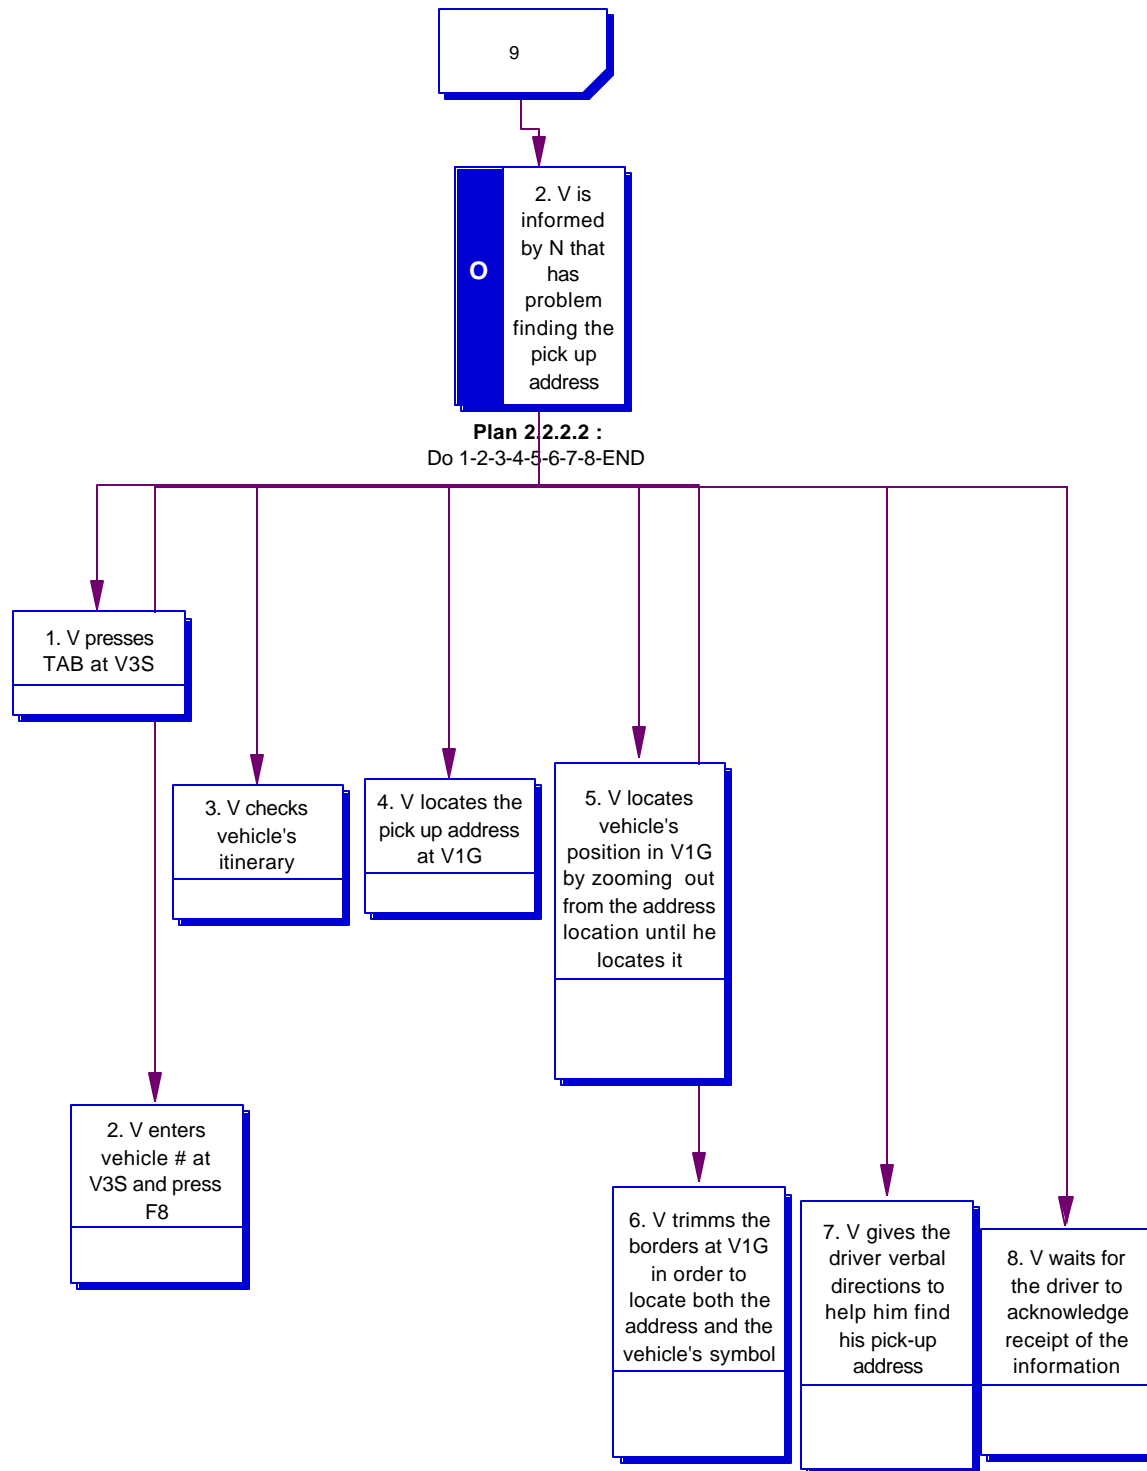 9
O
2. V is
informed
by N that
has
problem
finding the
pick up
address
Plan 2.2.2.2 :
Do 1-2-3-4-5-6-7-8-END
1. V presses
TAB at V3S
2. V enters
vehicle # at
V3S and press
F8
3. V checks
vehicle's
itinerary
4. V locates the
pick up address
at V1G
5. V locates
vehicle's
position in V1G
by zooming out
from the address
location until he
locates it
6. V trimms the
borders at V1G
in order to
locate both the
address and the
vehicle's symbol
7. V gives the
driver verbal
directions to
help him find
his pick-up
address
8. V waits for
the driver to
acknowledge
receipt of the
information